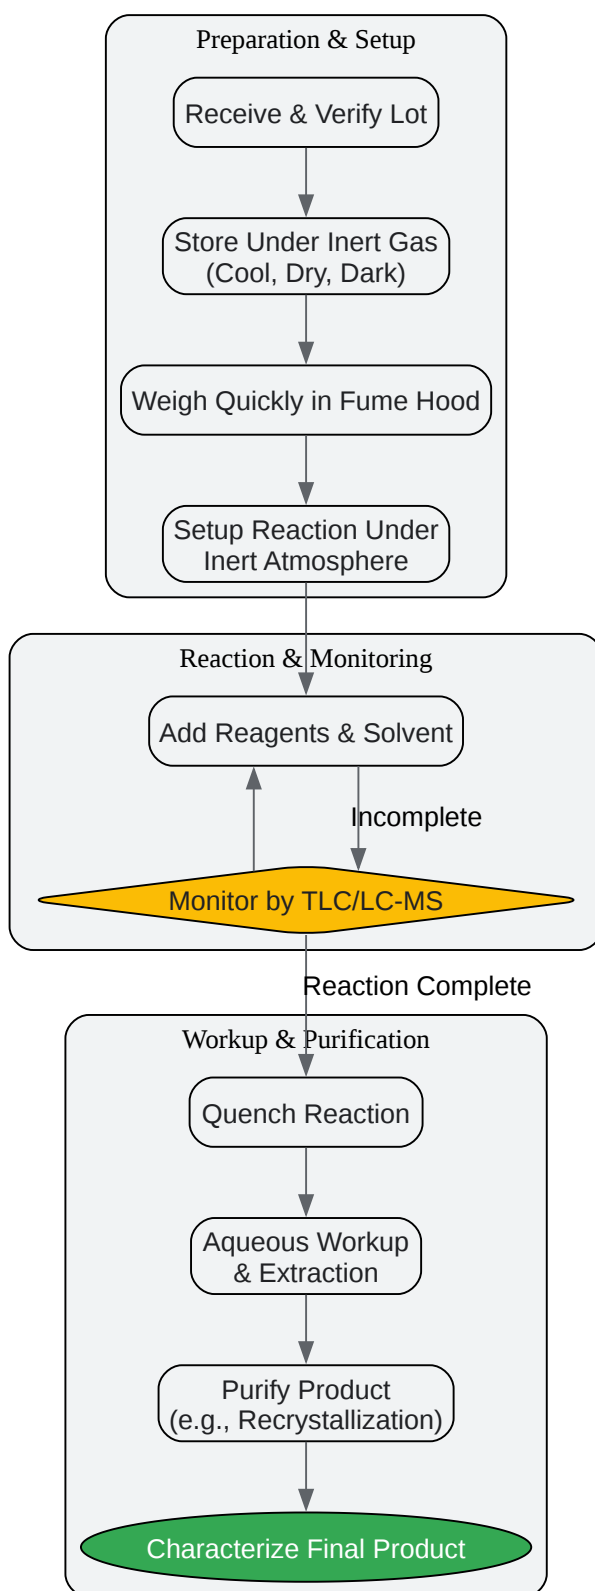 Preparation & Setup
Receive & Verify Lot
Store Under Inert Gas
(Cool, Dry, Dark)
Weigh Quickly in Fume Hood
Setup Reaction Under
Inert Atmosphere
Reaction & Monitoring
Add Reagents & Solvent
Incomplete
Monitor by TLC/LC-MS
Reaction Complete
Workup & Purification
Quench Reaction
Aqueous Workup
& Extraction
Purify Product
(e.g., Recrystallization)
Characterize Final Product